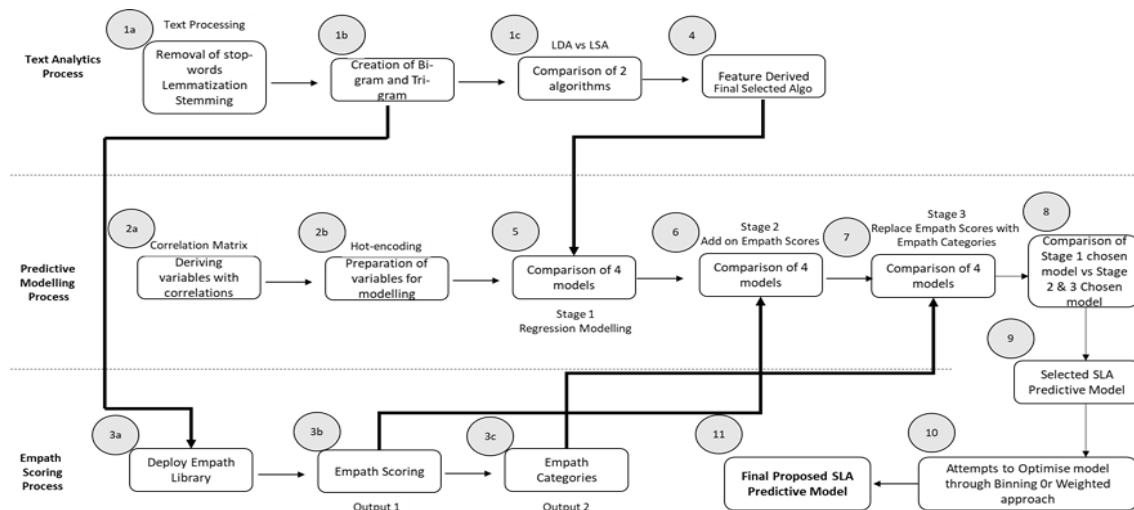 Text Analytics
Process
1a
Text Processing
Removal of stop-
words
Lemmatization
Stemming
1b
Creation of Bi-
gram and Tri-
gram
1c
LDA vs LSA
Comparison of 2
algorithms
4
Feature Derived
Final Selected Algo
Predictive
Modelling
Process
2a
Correlation Matrix
Deriving
variables with
correlations
2b
Hot-encoding
Preparation of
variables for
modelling
5
Comparison of 4
models
Stage 1
Regression Modelling
6
Stage 2
Add on Empath Scores
Comparison of 4
models
7
Stage 3
Replace Empath Scores with
Empath Categories
Comparison of 4
models
8
Comparison of
Stage 1 chosen
model vs Stage
2 & 3 Chosen
model
9
Selected SLA
Predictive Model
Empath
Scoring
Process
3a
Deploy Empath
Library
3b
Empath Scoring
Output 1
3c
Empath
Categories
Output 2
11
Final Proposed SLA
Predictive Model
10
Attempts to Optimise model
through Binning 0r Weighted
approach